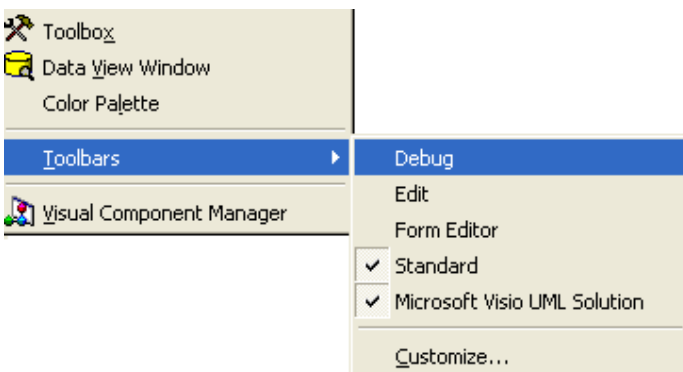 Toolbox
Data View Window
Color Palette
Toolbars
Visual Component Manager
Debug
Edit
Form Editor
Standard
Microsoft Visio UML Solution
Customize...